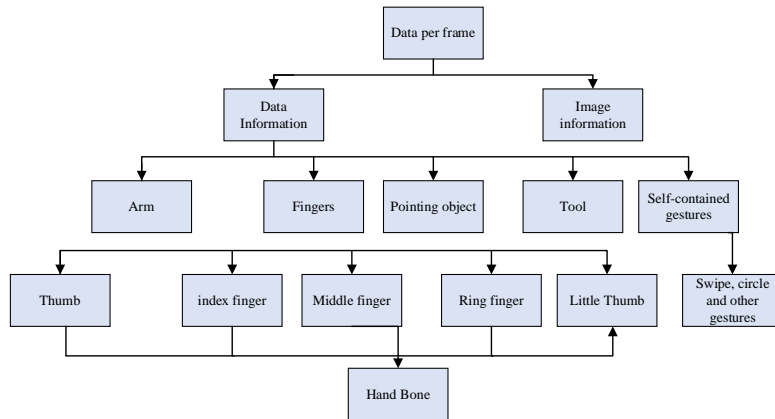 Data per frame
Data
Information
Image
information
Arm
Fingers
Pointing object
Tool
Self-contained
gestures
Thumb
index finger
Middle finger
Ring finger
Little Thumb
Swipe, circle
and other
gestures
Hand Bone